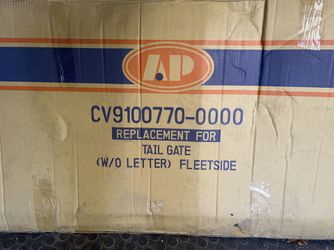 AP
CV9100770-0000
REPLACEMENT FOR
TAIL GATE
(W/O LETTER) FLEETSIDE